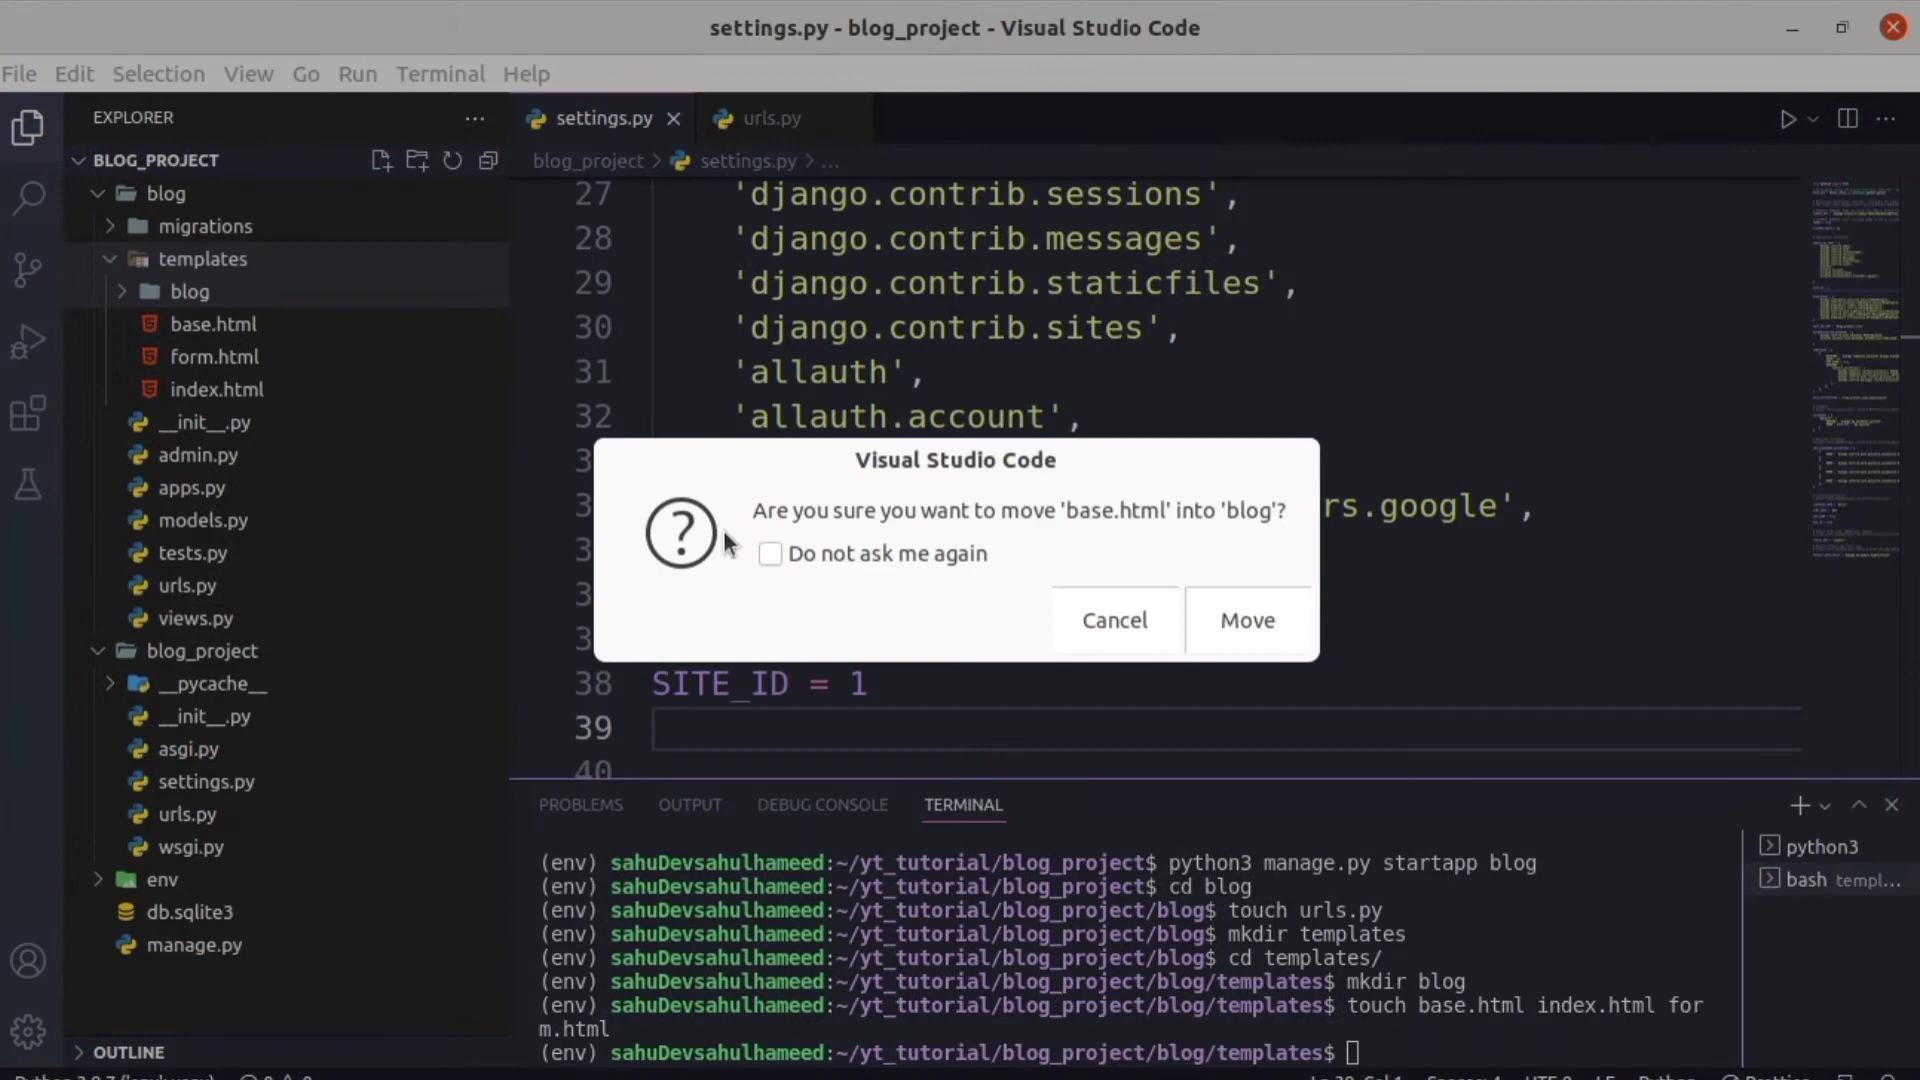 settings.py - blog_project - Visual Studio Code
File Edit Selection View Go Run Terminal Help
EXPLORER
BLOG_PROJECT
blog
migrations
templates
blog
base.html
form.html
index.html
__init__.py
admin.py
apps.py
models.py
tests.py
urls.py
views.py
blog_project
__pycache__
__init__.py
asgi.py
settings.py
urls.py
wsgi.py
env
db.sqlite3
manage.py
OUTLINE
settings.py urls.py
blog_project > settings.py > ...
27 'django.contrib.sessions',
28 'django.contrib.messages',
29 'django.contrib.staticfiles',
30 'django.contrib.sites',
31 'allauth',
32 'allauth.account',
rs.google',
38 SITE_ID = 1
39
40
Visual Studio Code
Are you sure you want to move 'base.html' into 'blog'?
Do not ask me again
Cancel Move
PROBLEMS OUTPUT DEBUG CONSOLE TERMINAL
(env) sahuDevsahulhameed:~/yt_tutorial/blog_project$ python3 manage.py startapp blog
(env) sahuDevsahulhameed:~/yt_tutorial/blog_project$ cd blog
(env) sahuDevsahulhameed:~/yt_tutorial/blog_project/blog$ touch urls.py
(env) sahuDevsahulhameed:~/yt_tutorial/blog_project/blog$ mkdir templates
(env) sahuDevsahulhameed:~/yt_tutorial/blog_project/blog$ cd templates/
(env) sahuDevsahulhameed:~/yt_tutorial/blog_project/blog/templates$ mkdir blog
(env) sahuDevsahulhameed:~/yt_tutorial/blog_project/blog/templates$ touch base.html index.html for
m.html
(env) sahuDevsahulhameed:~/yt_tutorial/blog_project/blog/templates$
python3
bash templ...